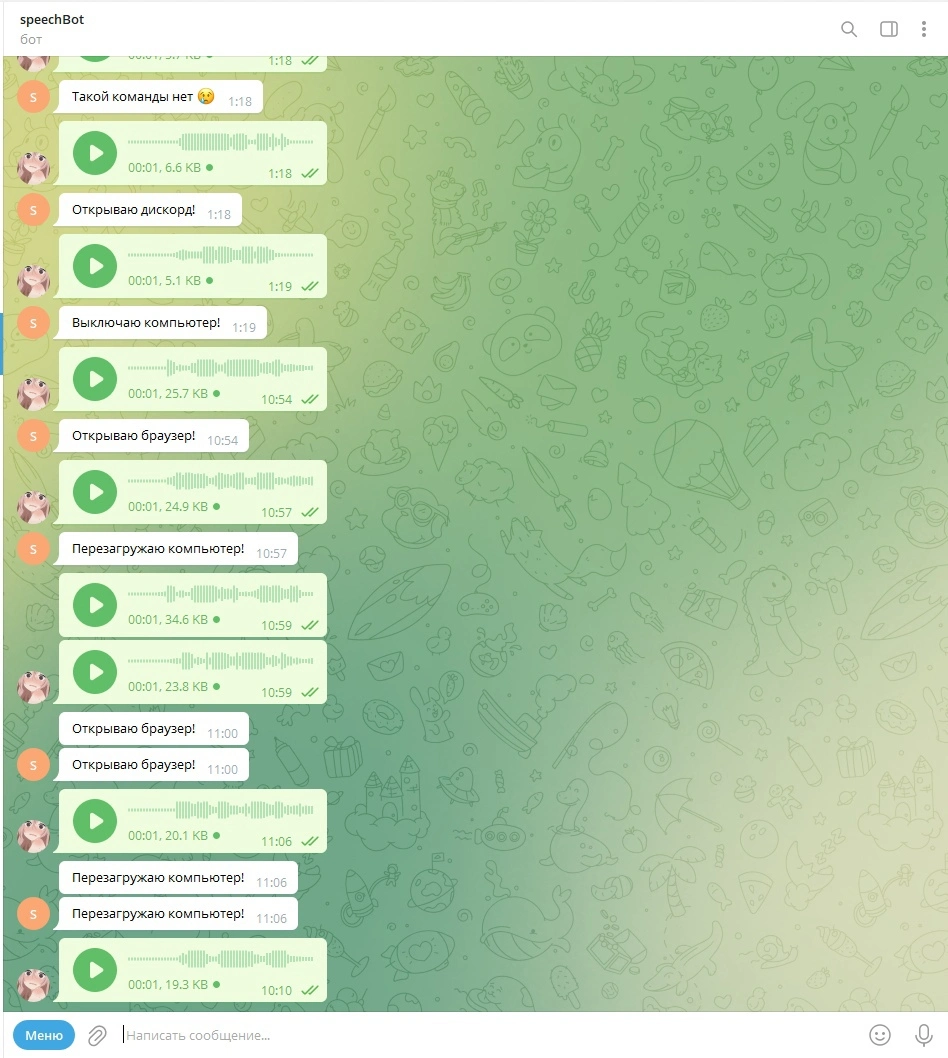 speechBot
бот
1:18
Такой команды нет 😢 1:18
00:01, 6.6 KB
1:18
Открываю дискорд! 1:18
00:01, 5.1 KB
1:19
Выключаю компьютер! 1:19
00:01, 25.7 KB
10:54
Открываю браузер! 10:54
00:01, 24.9 KB
10:57
Перезагружаю компьютер! 10:57
00:01, 34.6 KB
10:59
00:01, 23.8 KB
10:59
Открываю браузер! 11:00
S Открываю браузер! 11:00
00:01, 20.1 KB
11:06
Перезагружаю компьютер! 11:06
S Перезагружаю компьютер! 11:06
00:01, 19.3 KB
10:10
Меню Написать сообщение...